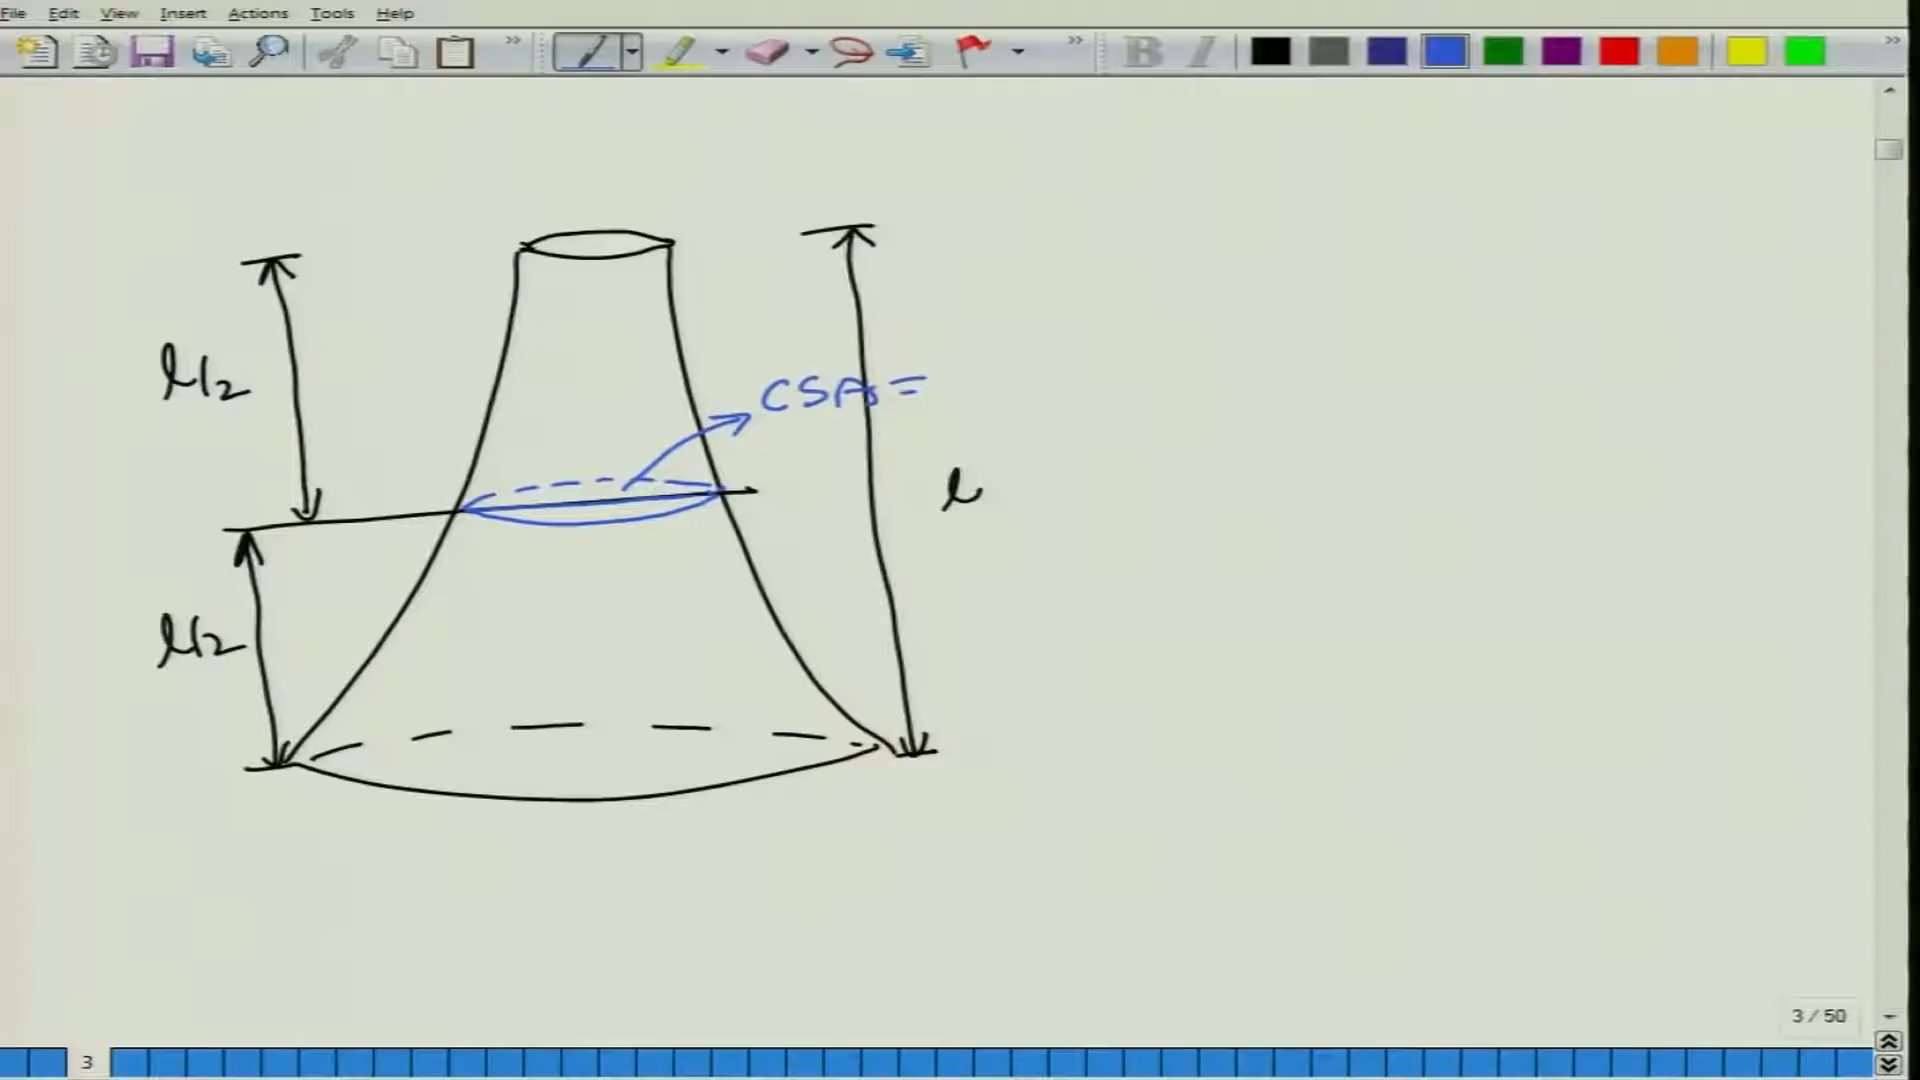 File Edit View Insert Actions Tools Help
B I
l/2
CSA =
l
l/2
3 / 50
3